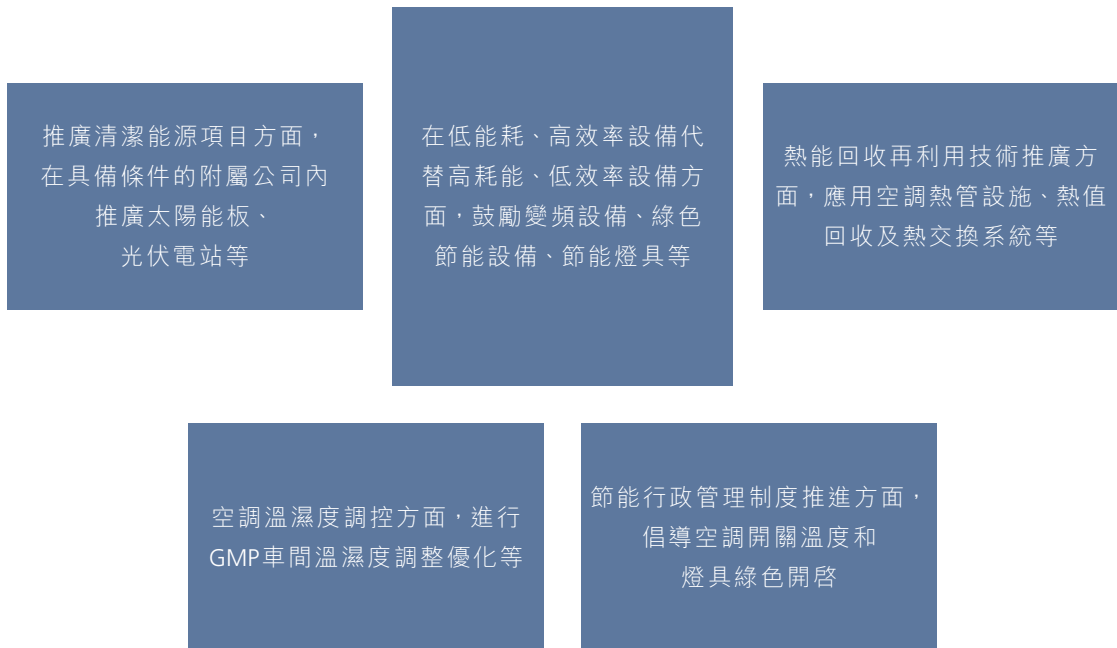 推廣清潔能源項目方面，
在具備條件的附屬公司內
推廣太陽能板、
光伏電站等
在低能耗、高效率設備代
替高耗能、低效率設備方
面，鼓勵變頻設備、綠色
節能設備、節能燈具等
熱能回收再利用技術推廣方
面，應用空調熱管設施、熱值
回收及熱交換系統等
空調溫濕度調控方面，進行
GMP車間溫濕度調整優化等
節能行政管理制度推進方面，
倡導空調開關溫度和
燈具綠色開啓